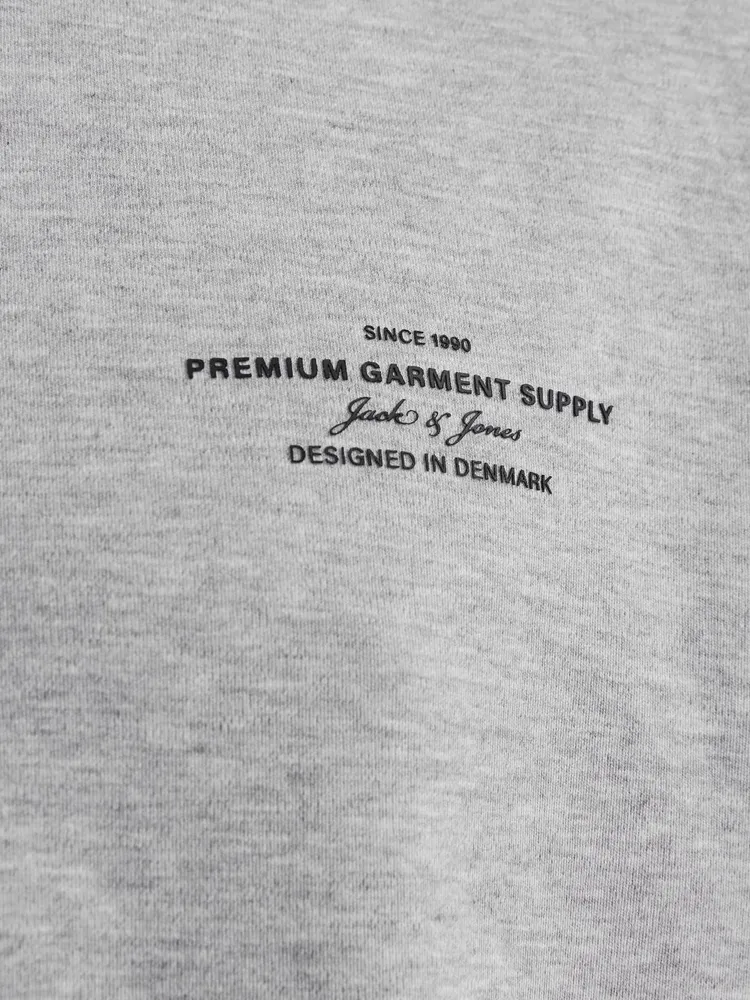 SINCE 1990
PREMIUM GARMENT SUPPLY
Jack & Jones
DESIGNED IN DENMARK